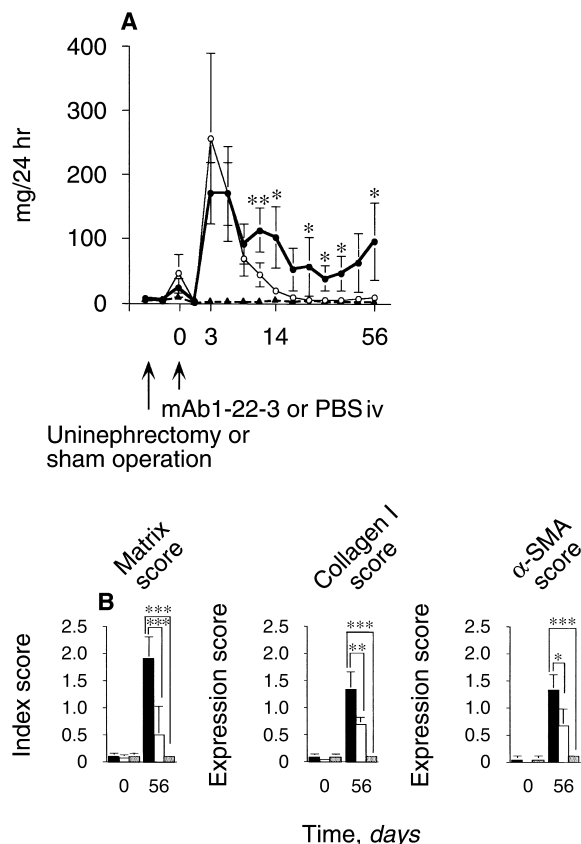 A
400
300
200
100
0
mg/24 hr
** *
*
*
*
*
0 3 14 56
mAb1-22-3 or PBS iv
Uninephrectomy or
sham operation
B
Matrix
score
Collagen I
score
α-SMA
score
Index score
2.5
2.0
1.5
1.0
0.5
0
***
***
0 56
Expression score
2.5
2.0
1.5
1.0
0.5
0
***
**
0 56
Expression score
2.5
2.0
1.5
1.0
0.5
0
***
*
0 56
Time, days